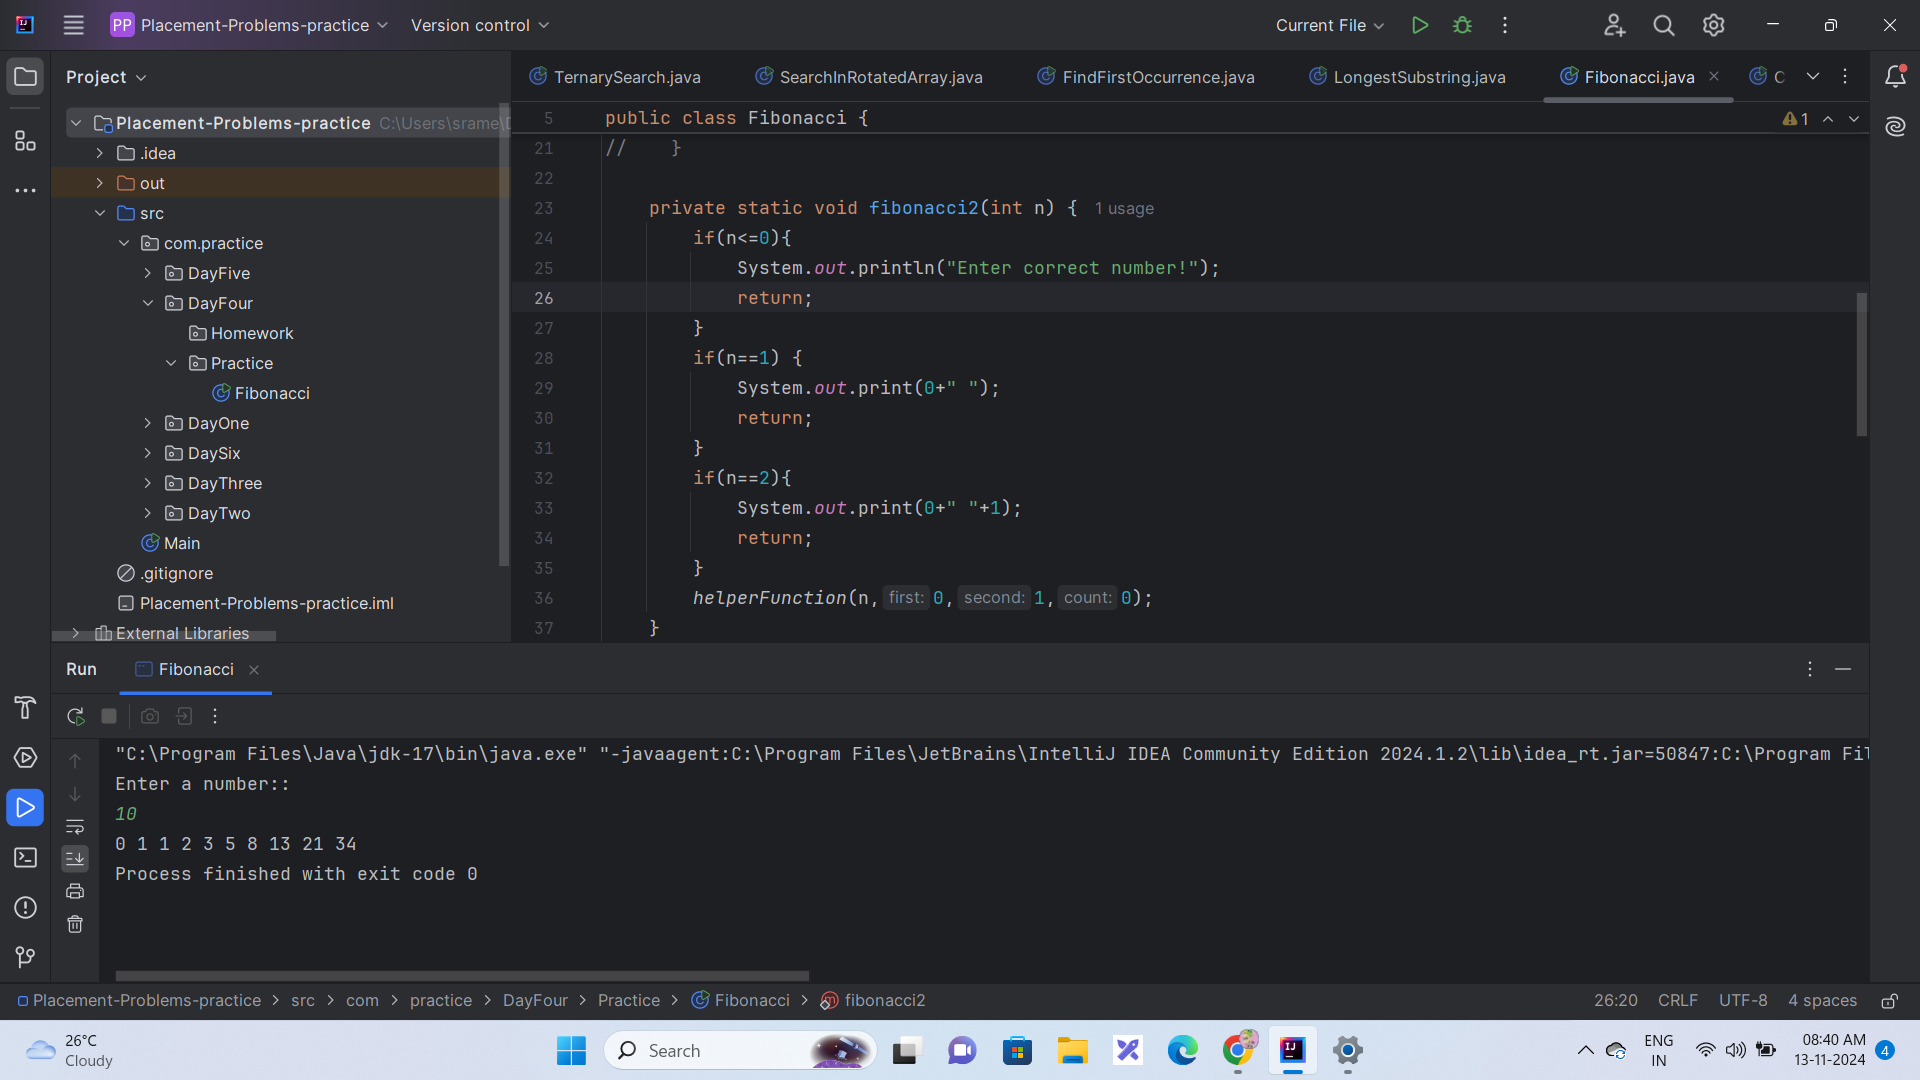 PP Placement-Problems-practice Version control Current File
Project
TernarySearch.java SearchInRotatedArray.java FindFirstOccurrence.java LongestSubstring.java Fibonacci.java
Placement-Problems-practice C:\Users\srame\
.idea
out
src
com.practice
DayFive
DayFour
Homework
Practice
Fibonacci
DayOne
DaySix
DayThree
DayTwo
Main
.gitignore
Placement-Problems-practice.iml
External Libraries
5 public class Fibonacci { 1
21 // }
22
23 private static void fibonacci2(int n) { 1 usage
24 if(n<=0){
25 System.out.println("Enter correct number!");
26 return;
27 }
28 if(n==1) {
29 System.out.print(0+" ");
30 return;
31 }
32 if(n==2){
33 System.out.print(0+" "+1);
34 return;
35 }
36 helperFunction(n, first: 0, second: 1, count: 0);
37 }
Run Fibonacci
"C:\Program Files\Java\jdk-17\bin\java.exe" "-javaagent:C:\Program Files\JetBrains\IntelliJ IDEA Community Edition 2024.1.2\lib\idea_rt.jar=50847:C:\Program Fil
Enter a number::
10
0 1 1 2 3 5 8 13 21 34
Process finished with exit code 0
Placement-Problems-practice > src > com > practice > DayFour > Practice > Fibonacci > fibonacci2 26:20 CRLF UTF-8 4 spaces
26°C
Cloudy
Search
ENG
IN
08:40 AM
13-11-2024
4